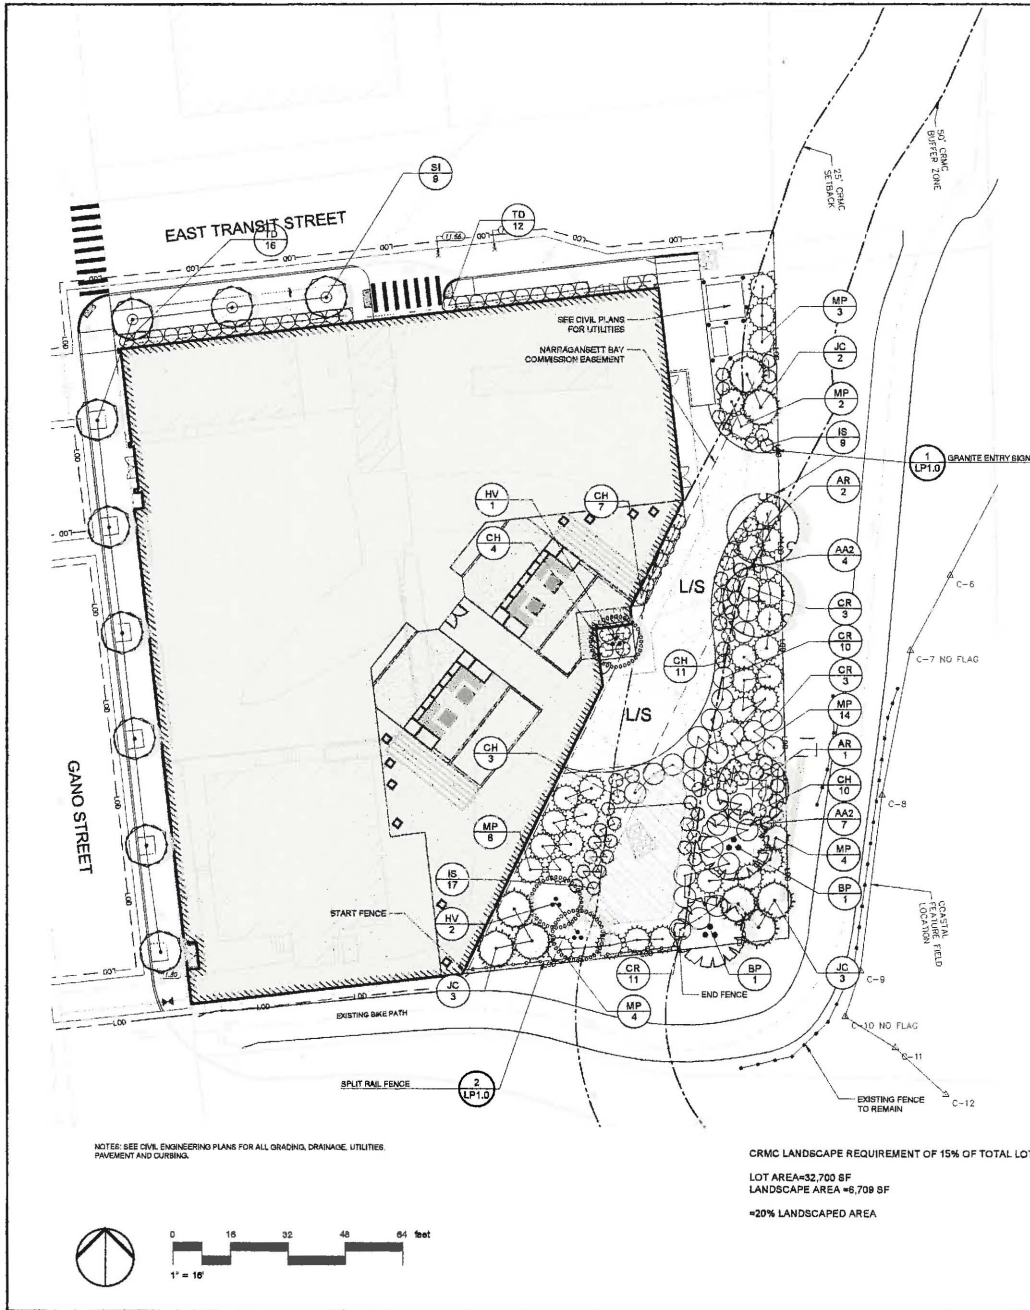 50' CRMC
BUFFER ZONE
25' CRMC
SETBACK
SI
9
EAST TRANSIT STREET
TD
16
TD
12
11.56
LOD
SEE CIVIL PLANS
FOR UTILITIES
NARRAGANSETT BAY
COMMISSION EASEMENT
MP
3
JC
2
MP
2
IS
9
1
LP1.0
GRANITE ENTRY SIGN
AR
2
HV
1
CH
7
CH
4
AA2
4
C-6
L/S
CR
3
CR
10
C-7 NO FLAG
CH
11
CR
3
L/S
MP
14
CH
3
AR
1
GANO STREET
CH
10
C-8
AA2
7
MP
6
MP
4
IS
17
BP
1
START FENCE
HV
2
COASTAL
FEATURE FIELD
LOCATION
JC
3
CR
11
BP
1
JC
3
C-9
END FENCE
MP
4
EXISTING BIKE PATH
C-10 NO FLAG
C-11
SPLIT RAIL FENCE
2
LP1.0
C-12
EXISTING FENCE
TO REMAIN
NOTES: SEE CIVIL ENGINEERING PLANS FOR ALL GRADING, DRAINAGE, UTILITIES,
PAVEMENT AND CURBING.
CRMC LANDSCAPE REQUIREMENT OF 15% OF TOTAL LOT
LOT AREA=32,700 SF
LANDSCAPE AREA =6,709 SF
=20% LANDSCAPED AREA
0 16 32 48 64 feet
1" = 16'